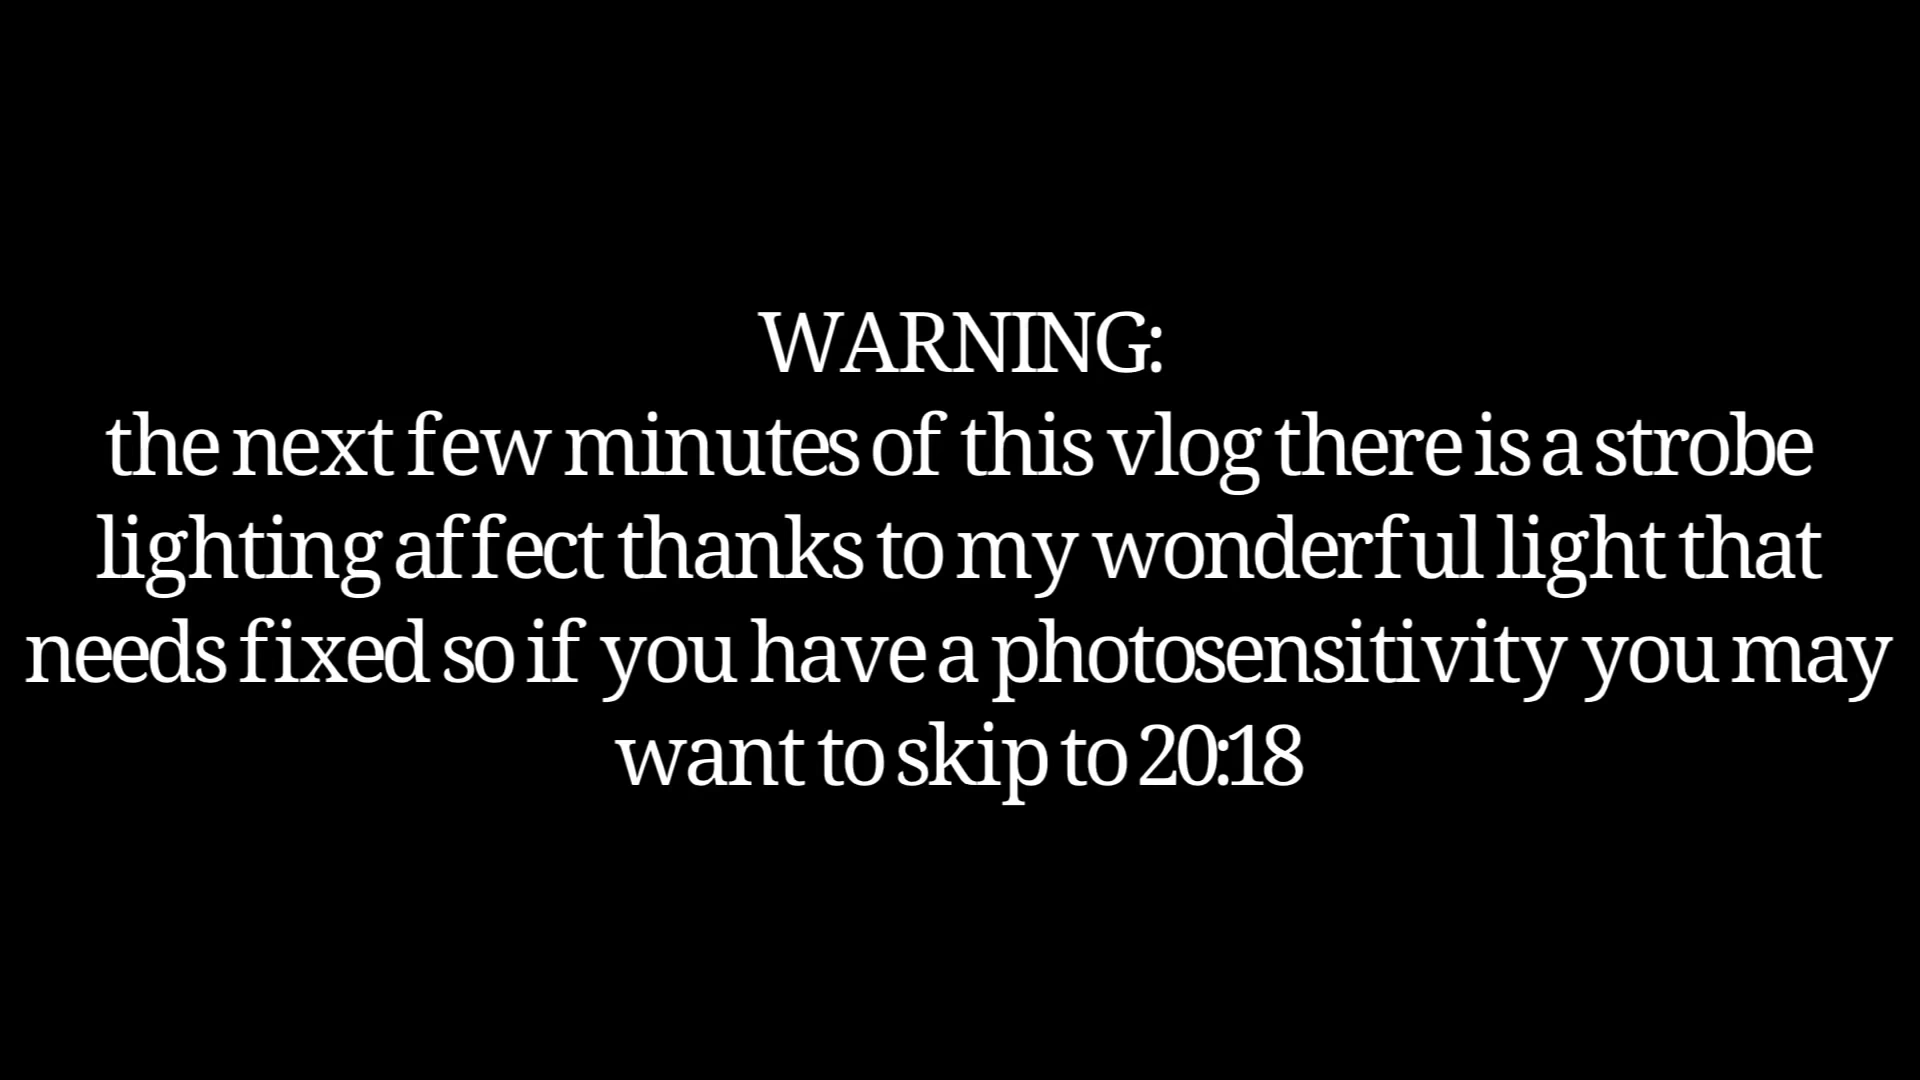 WARNING:
the next few minutes of this vlog there is a strobe
lighting affect thanks to my wonderful light that
needs fixed so if you have a photosensitivity you may
want to skip to 20:18